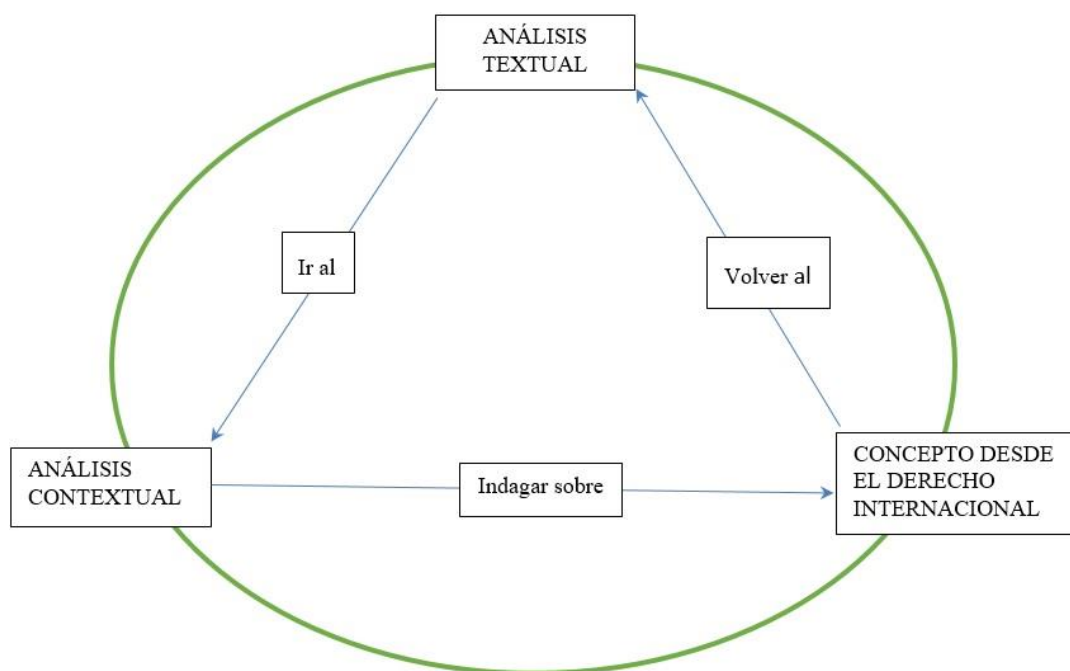 ANÁLISIS
TEXTUAL
Ir al
Volver al
ANÁLISIS
CONTEXTUAL
Indagar sobre
CONCEPTO DESDE
EL DERECHO
INTERNACIONAL